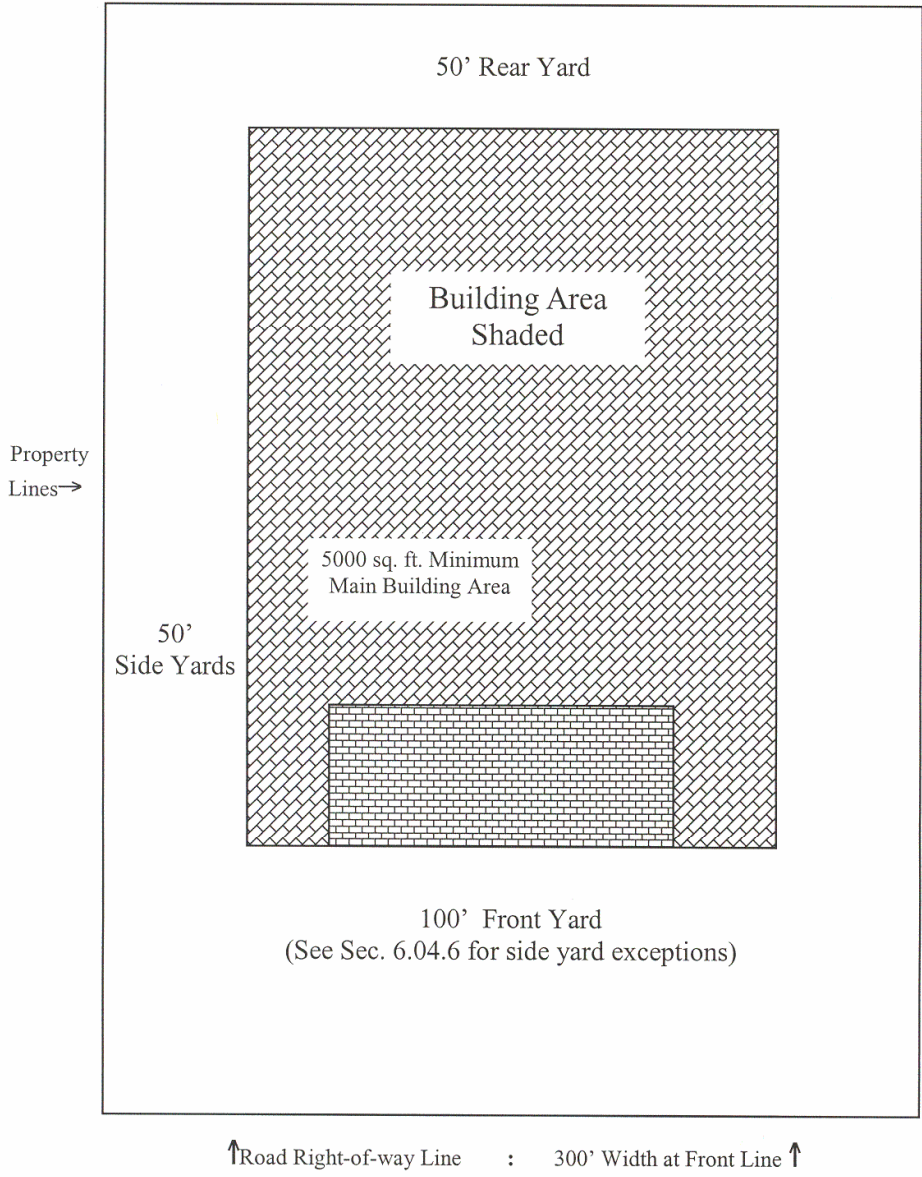 50’ Rear Yard
Building Area
Shaded
Property
Lines→
5000 sq. ft. Minimum
Main Building Area
50’
Side Yards
100’ Front Yard
(See Sec. 6.04.6 for side yard exceptions)
↑Road Right-of-way Line : 300’ Width at Front Line ↑